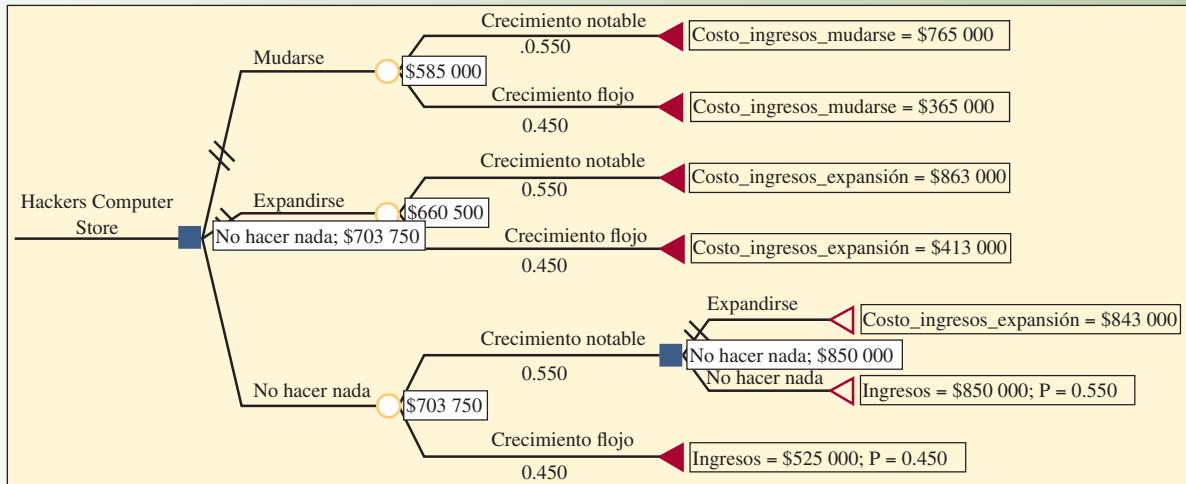 Crecimiento notable
.0.550
Costo_ingresos_mudarse = $765 000
Mudarse
$585 000
Crecimiento flojo
0.450
Costo_ingresos_mudarse = $365 000
Crecimiento notable
0.550
Costo_ingresos_expansión = $863 000
Hackers Computer
Store
Expandirse
$660 500
No hacer nada; $703 750
Crecimiento flojo
0.450
Costo_ingresos_expansión = $413 000
Expandirse
Costo_ingresos_expansión = $843 000
Crecimiento notable
0.550
No hacer nada; $850 000
No hacer nada
Ingresos = $850 000; P = 0.550
No hacer nada
$703 750
Crecimiento flojo
0.450
Ingresos = $525 000; P = 0.450